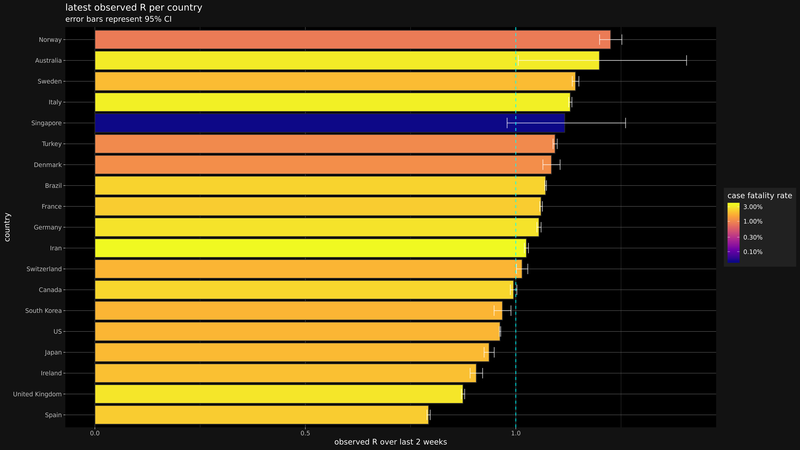 latest observed R per country
error bars represent 95% CI
Norway
Australia
Sweden
Italy
Singapore
Turkey
Denmark
Brazil
France
Germany
Iran
Switzerland
Canada
South Korea
US
Japan
Ireland
United Kingdom
Spain
country
0.0 0.5 1.0
observed R over last 2 weeks
case fatality rate
3.00%
1.00%
0.30%
0.10%